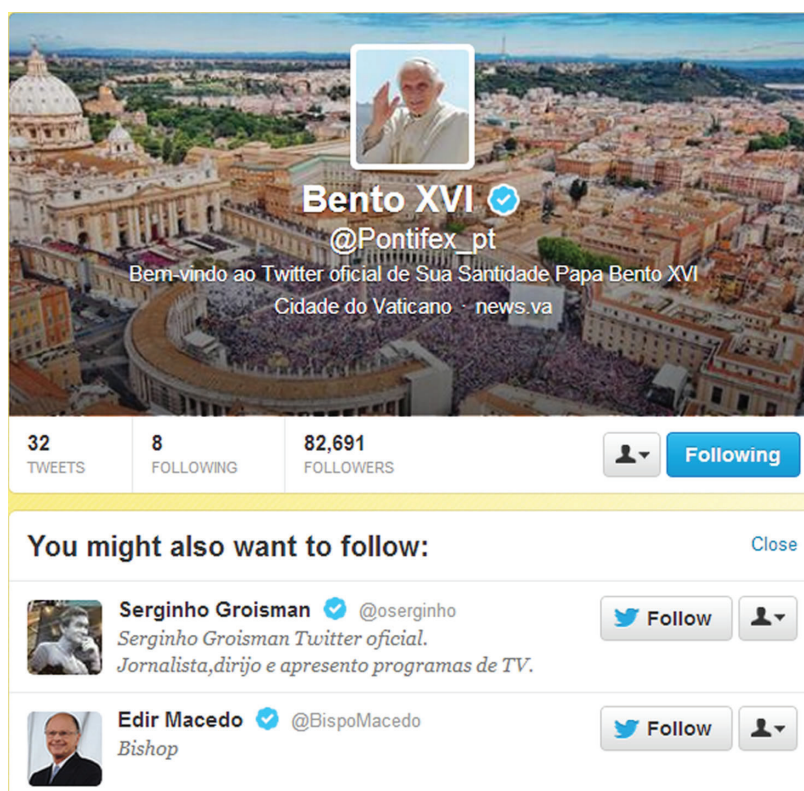 Bento XVI
@Pontifex_pt
Bem-vindo ao Twitter oficial de Sua Santidade Papa Bento XVI
Cidade do Vaticano · news.va
32
TWEETS
8
FOLLOWING
82,691
FOLLOWERS
Following
You might also want to follow:
Close
Serginho Groisman @oserginho
Serginho Groisman Twitter oficial.
Jornalista,dirijo e apresento programas de TV.
Follow
Edir Macedo @BispoMacedo
Bishop
Follow